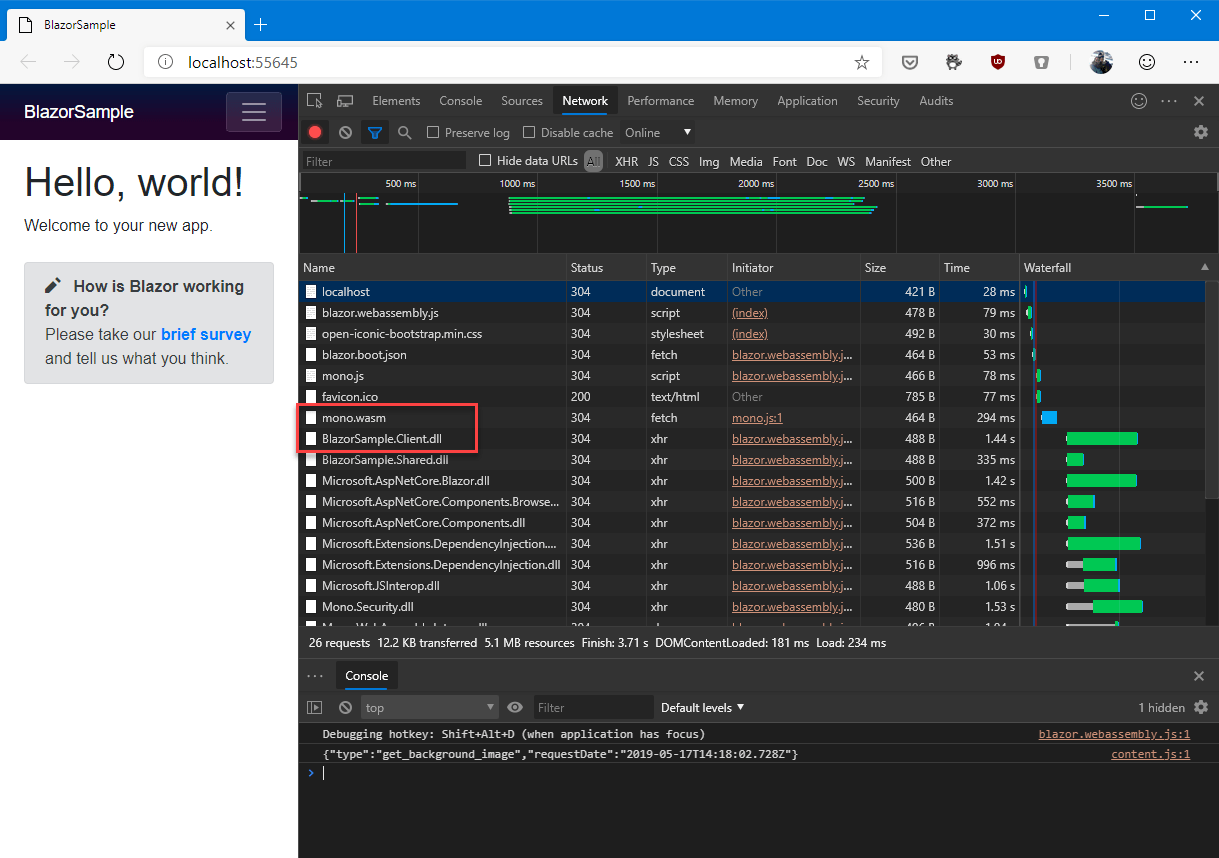 BlazorSample
localhost:55645
BlazorSample
Hello, world!
Welcome to your new app.
How is Blazor working
for you?
Please take our brief survey
and tell us what you think.
Elements Console Sources Network Performance Memory Application Security Audits
Preserve log Disable cache Online
Filter Hide data URLs All XHR JS CSS Img Media Font Doc WS Manifest Other
500 ms 1000 ms 1500 ms 2000 ms 2500 ms 3000 ms 3500 ms
Name Status Type Initiator Size Time Waterfall
localhost 304 document Other 421 B 28 ms
blazor.webassembly.js 304 script (index) 478 B 79 ms
open-iconic-bootstrap.min.css 304 stylesheet (index) 492 B 30 ms
blazor.boot.json 304 fetch blazor.webassembly.j... 464 B 53 ms
mono.js 304 script blazor.webassembly.j... 466 B 78 ms
favicon.ico 200 text/html Other 785 B 77 ms
mono.wasm 304 fetch mono.js:1 464 B 294 ms
BlazorSample.Client.dll 304 xhr blazor.webassembly.j... 488 B 1.44 s
BlazorSample.Shared.dll 304 xhr blazor.webassembly.j... 488 B 335 ms
Microsoft.AspNetCore.Blazor.dll 304 xhr blazor.webassembly.j... 500 B 1.42 s
Microsoft.AspNetCore.Components.Browse... 304 xhr blazor.webassembly.j... 516 B 552 ms
Microsoft.AspNetCore.Components.dll 304 xhr blazor.webassembly.j... 504 B 372 ms
Microsoft.Extensions.DependencyInjection.... 304 xhr blazor.webassembly.j... 536 B 1.51 s
Microsoft.Extensions.DependencyInjection.dll 304 xhr blazor.webassembly.j... 516 B 996 ms
Microsoft.JSInterop.dll 304 xhr blazor.webassembly.j... 488 B 1.06 s
Mono.Security.dll 304 xhr blazor.webassembly.j... 480 B 1.53 s
26 requests 12.2 KB transferred 5.1 MB resources Finish: 3.71 s DOMContentLoaded: 181 ms Load: 234 ms
Console
top Filter Default levels 1 hidden
Debugging hotkey: Shift+Alt+D (when application has focus) blazor.webassembly.js:1
{"type":"get_background_image","requestDate":"2019-05-17T14:18:02.728Z"} content.js:1